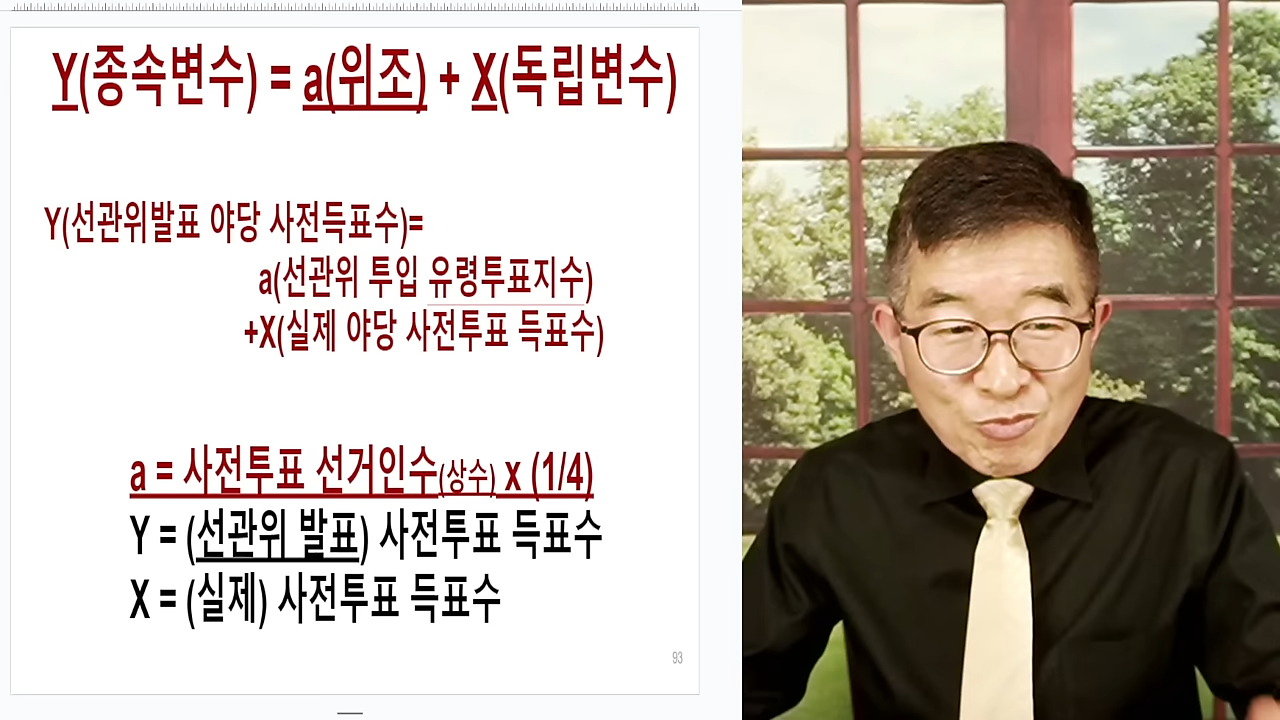 Y(종속변수) = a(위조) + X(독립변수)
Y(선관위발표 야당 사전득표수)=
a(선관위 투입 유령투표지수)
+X(실제 야당 사전투표 득표수)
a = 사전투표 선거인수(상수) x (1/4)
Y = (선관위 발표) 사전투표 득표수
X = (실제) 사전투표 득표수
93